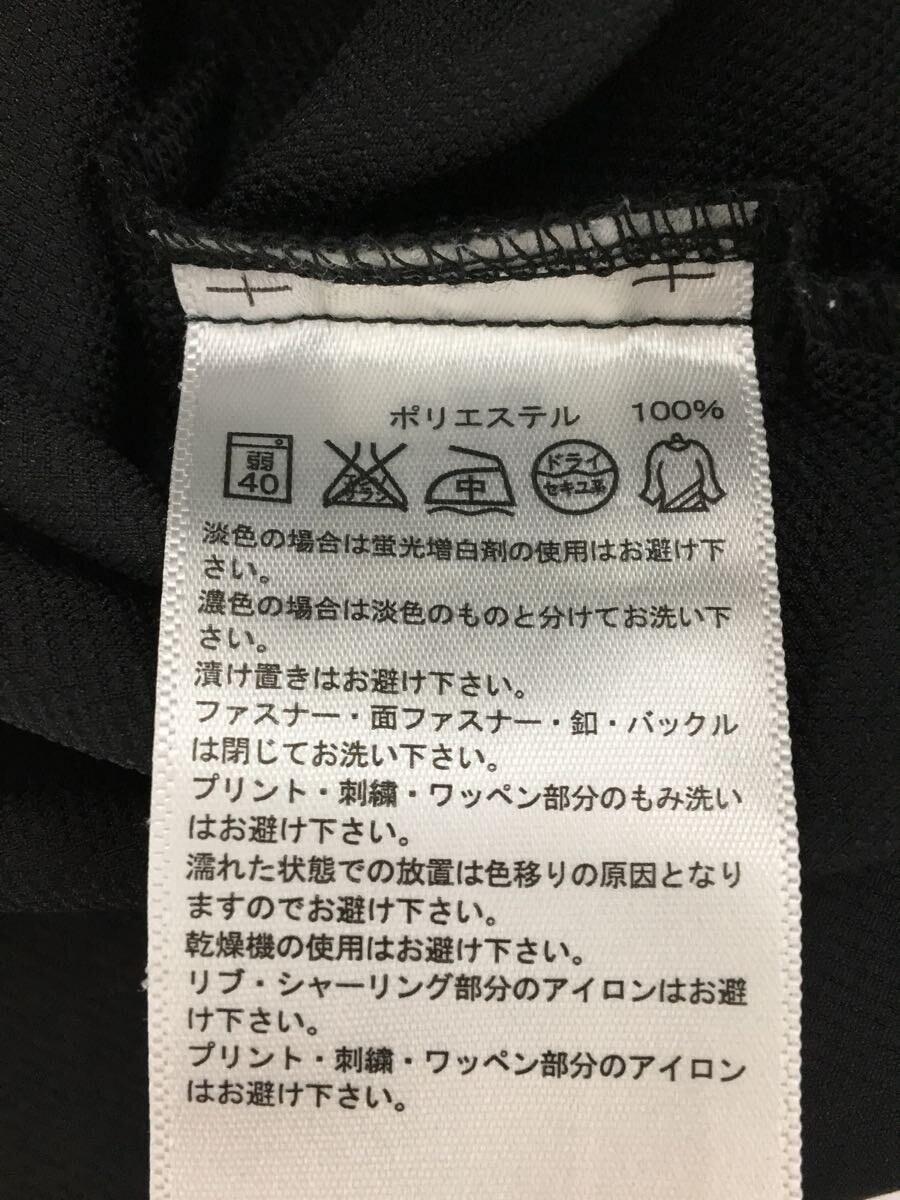 ポリエステル 100%
弱 40 エンソサラシ 中 ドライ セキユ系
淡色の場合は蛍光増白剤の使用はお避け下
さい。
濃色の場合は淡色のものと分けてお洗い下
さい。
漬け置きはお避け下さい。
ファスナー・面ファスナー・釦・バックル
は閉じてお洗い下さい。
プリント・刺繍・ワッペン部分のもみ洗い
はお避け下さい。
濡れた状態での放置は色移りの原因となり
ますのでお避け下さい。
乾燥機の使用はお避け下さい。
リブ・シャーリング部分のアイロンはお避
け下さい。
プリント・刺繍・ワッペン部分のアイロン
はお避け下さい。